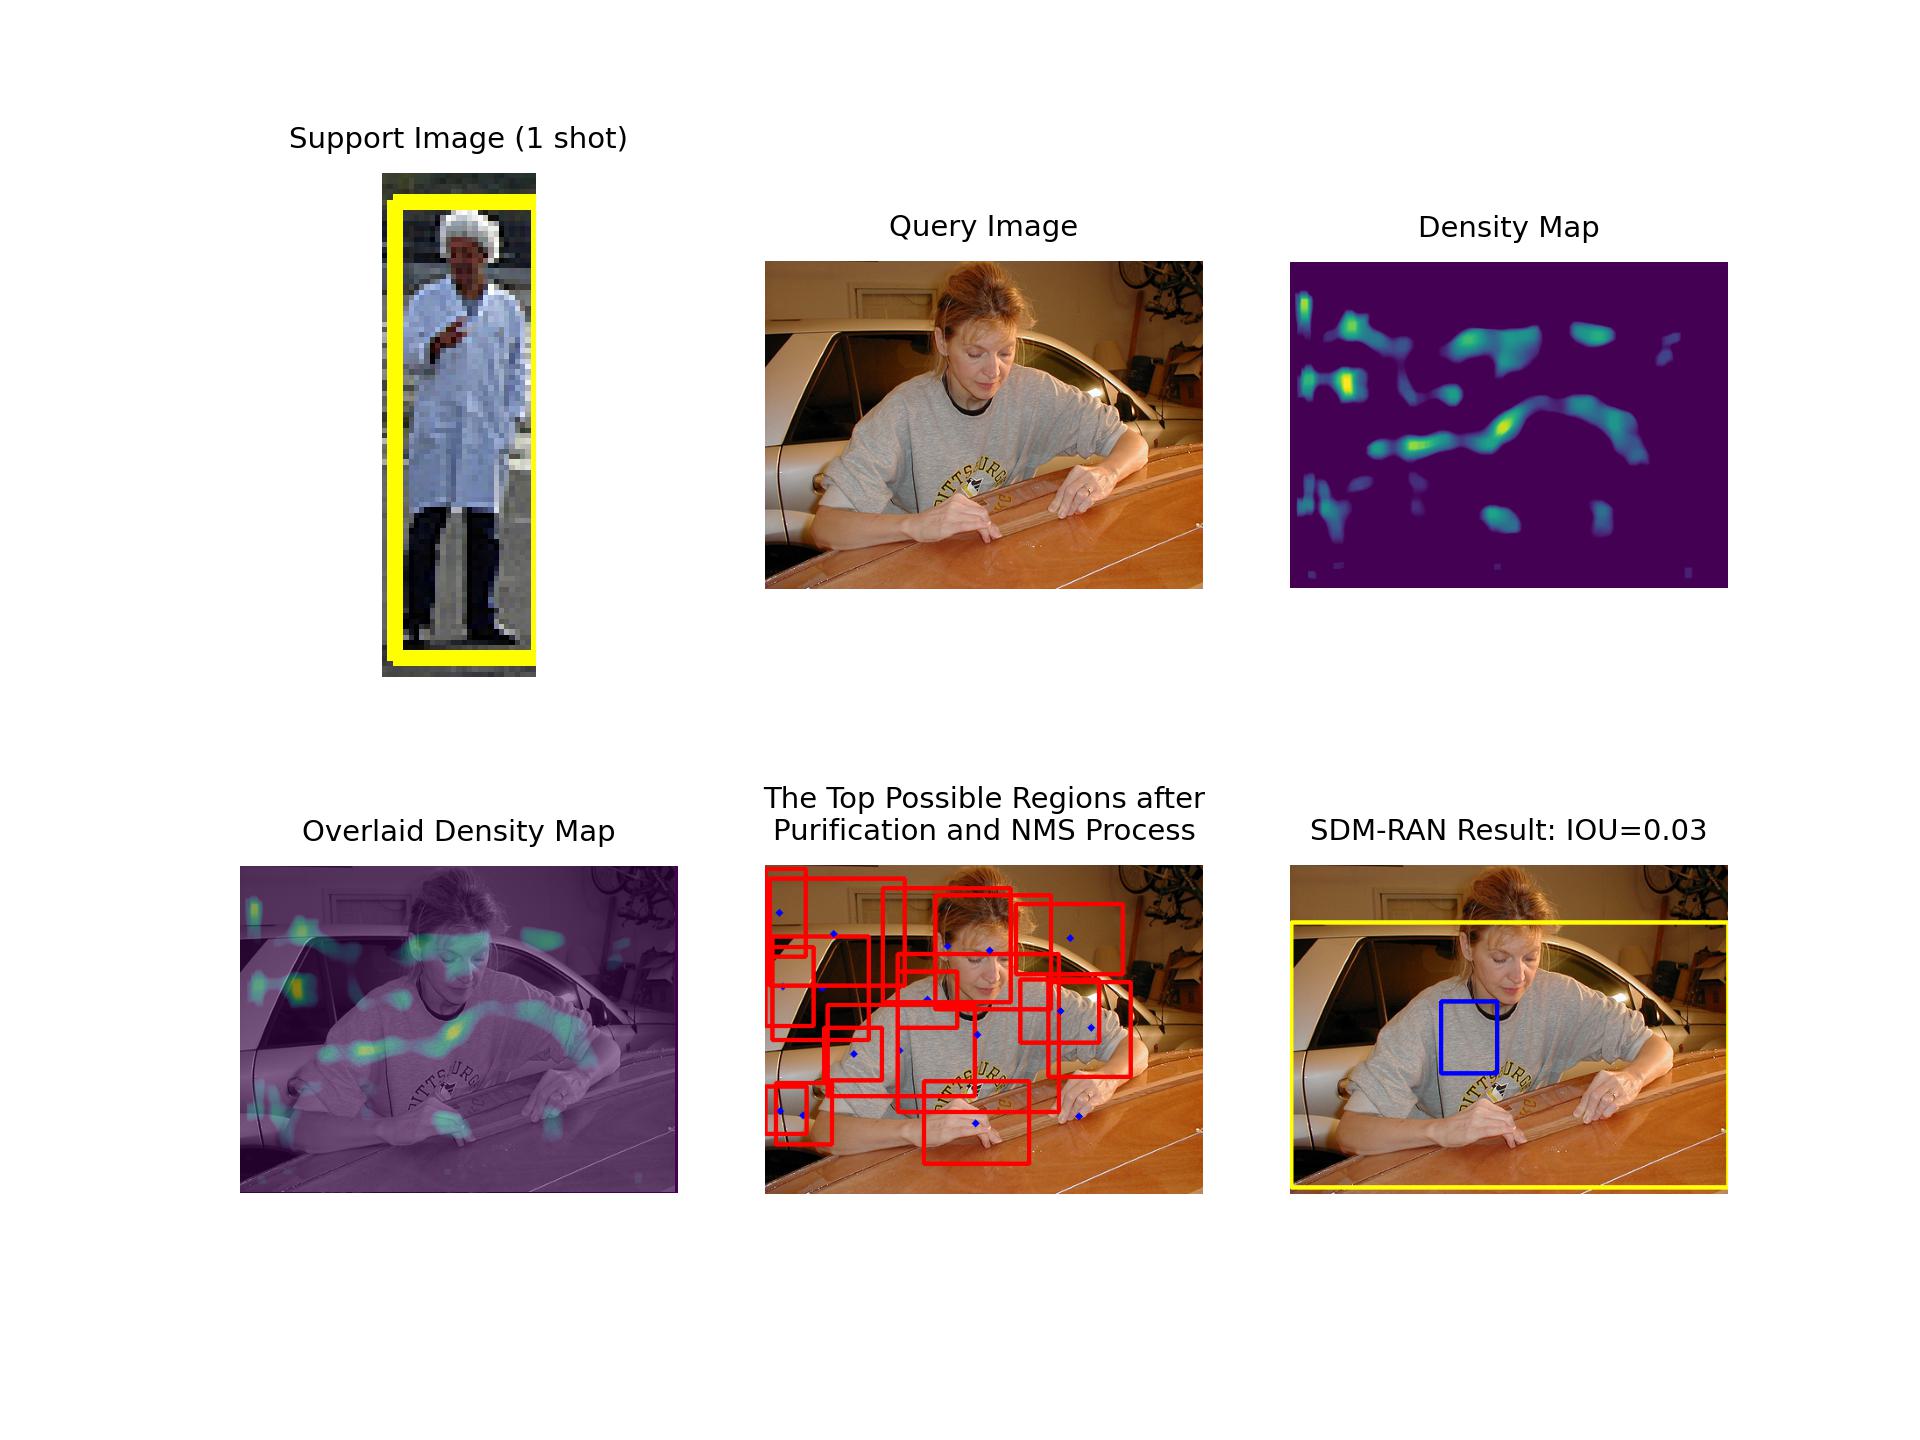 Support Image (1 shot)
Query Image
Density Map
PITTSBURG
Overlaid Density Map
The Top Possible Regions after
Purification and NMS Process
SDM-RAN Result: IOU=0.03